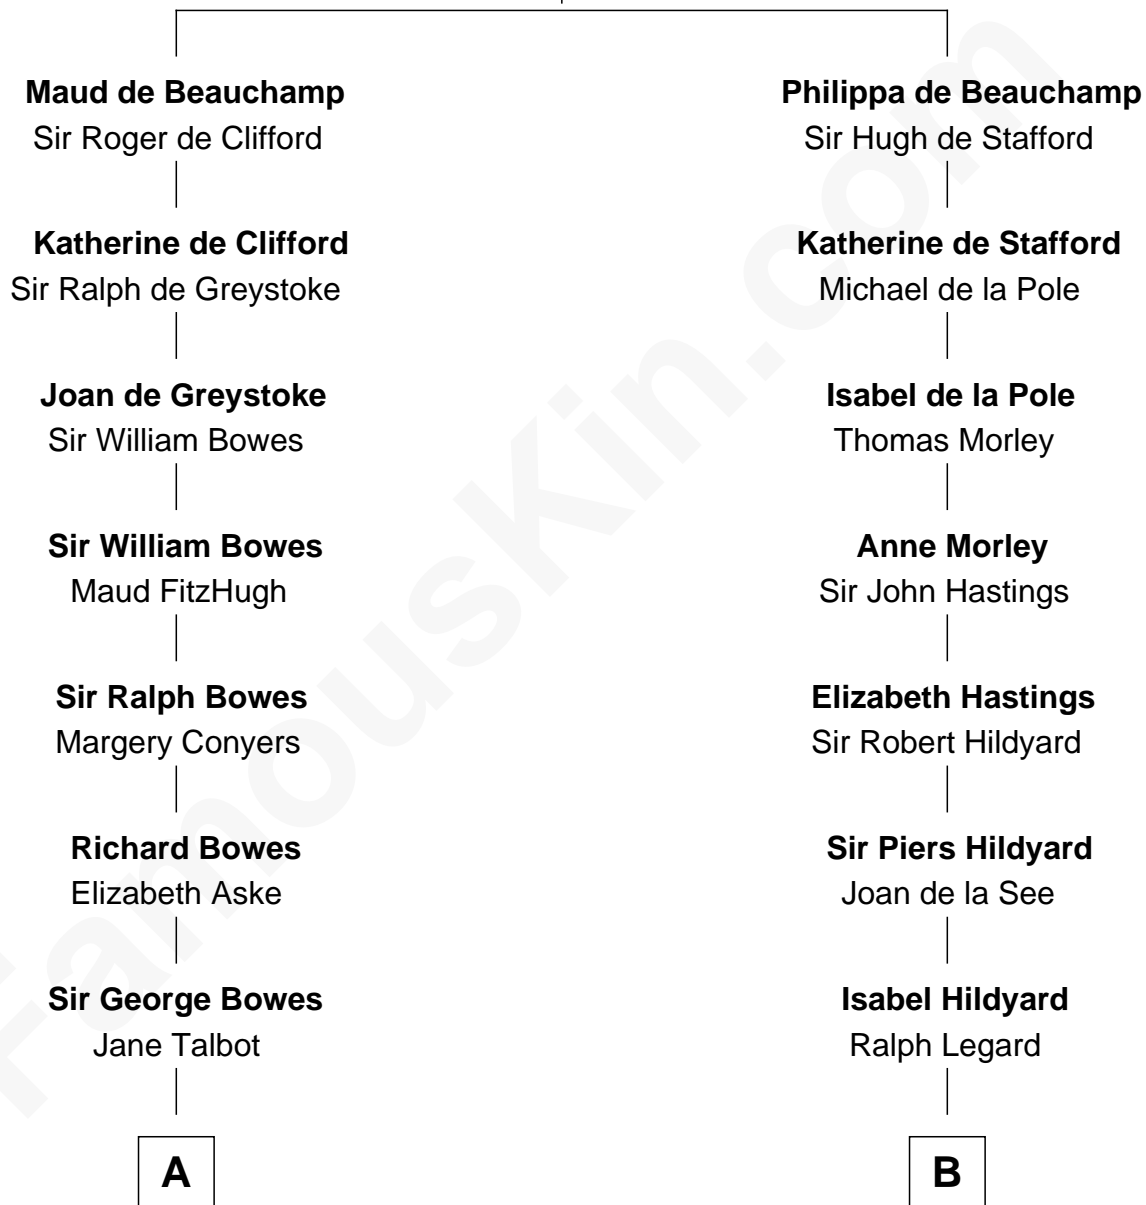 Maud de Beauchamp
Sir Roger de Clifford
Katherine de Clifford
Sir Ralph de Greystoke
Joan de Greystoke
Sir William Bowes
Sir William Bowes
Maud FitzHugh
Sir Ralph Bowes
Margery Conyers
Richard Bowes
Elizabeth Aske
Sir George Bowes
Jane Talbot
A
Philippa de Beauchamp
Sir Hugh de Stafford
Katherine de Stafford
Michael de la Pole
Isabel de la Pole
Thomas Morley
Anne Morley
Sir John Hastings
Elizabeth Hastings
Sir Robert Hildyard
Sir Piers Hildyard
Joan de la See
Isabel Hildyard
Ralph Legard
B
FamousKin.com